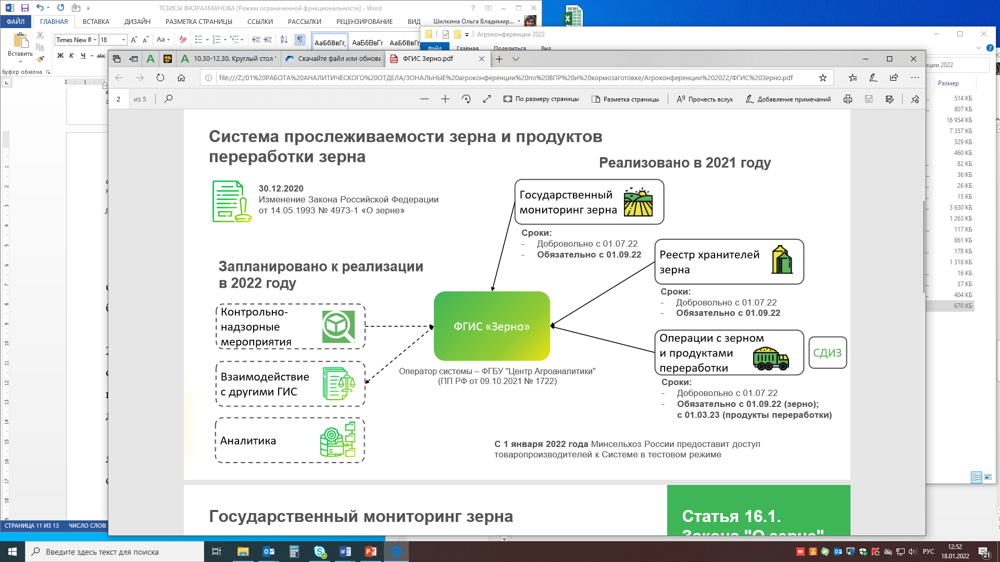 ТЕЗИСЫ ФАЗРАХМАНОВА [Режим ограниченной функциональности] - Word
ФАЙЛ ГЛАВНАЯ ВСТАВКА ДИЗАЙН РАЗМЕТКА СТРАНИЦЫ ССЫЛКИ РАССЫЛКИ РЕЦЕНЗИРОВАНИЕ ВИД Шилкина Ольга Владимир...
Times New R 18
Вставить
Буфер обмена
АаБбВвГг, АаБбВвГг АаБбВвГг,
Агроконференции 2022
Файл Главная Поделиться Вид
10.30-12.30. Круглый стол "
Скачайте файл или обнови
ФГИС Зерно.pdf
file:///Z:/01%20РАБОТА%20АНАЛИТИЧЕСКОГО%20ОТДЕЛА/ЗОНАЛЬНЫЕ%20агроконференции%20по%20ВПР%20и%20кормозаготовке/Агроконференции%202022/ФГИС%20Зерно.pdf
2 из 5
По размеру страницы Разметка страницы Прочесть вслух Добавление примечаний
Система прослеживаемости зерна и продуктов
переработки зерна
Реализовано в 2021 году
30.12.2020
Изменение Закона Российской Федерации
от 14.05.1993 № 4973-1 «О зерне»
Государственный
мониторинг зерна
Сроки:
- Добровольно с 01.07.22
- Обязательно с 01.09.22
Реестр хранителей
зерна
Сроки:
- Добровольно с 01.07.22
- Обязательно с 01.09.22
Запланировано к реализации
в 2022 году
Контрольно-
надзорные
мероприятия
Взаимодействие
с другими ГИС
Аналитика
ФГИС «Зерно»
Оператор системы – ФГБУ "Центр Агроаналитики"
(ПП РФ от 09.10.2021 № 1722)
Операции с зерном
и продуктами
переработки
СДИЗ
Сроки:
- Добровольно с 01.07.22
- Обязательно с 01.09.22 (зерно);
с 01.03.23 (продукты переработки)
С 1 января 2022 года Минсельхоз России предоставит доступ
товаропроизводителей к Системе в тестовом режиме
Государственный мониторинг зерна
Статья 16.1.
Закона "О зерне"
нции 2022
Размер
514 КБ
807 КБ
16 954 КБ
7 357 КБ
329 КБ
460 КБ
82 КБ
36 КБ
26 КБ
15 КБ
3 630 КБ
1 263 КБ
117 КБ
861 КБ
178 КБ
1 318 КБ
16 КБ
37 КБ
404 КБ
670 КБ
СТРАНИЦА 11 ИЗ 13 ЧИСЛО СЛОВ:
Введите здесь текст для поиска
РУС
12:52
18.01.2022
21